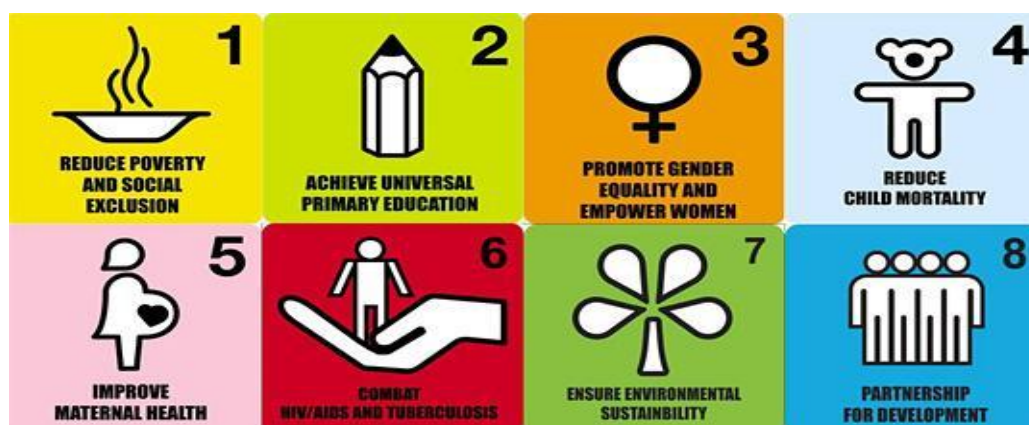 1
REDUCE POVERTY
AND SOCIAL
EXCLUSION
2
ACHIEVE UNIVERSAL
PRIMARY EDUCATION
3
PROMOTE GENDER
EQUALITY AND
EMPOWER WOMEN
4
REDUCE
CHILD MORTALITY
5
IMPROVE
MATERNAL HEALTH
6
COMBAT
HIV/AIDS AND TUBERCULOSIS
7
ENSURE ENVIRONMENTAL
SUSTAINBILITY
8
PARTNERSHIP
FOR DEVELOPMENT